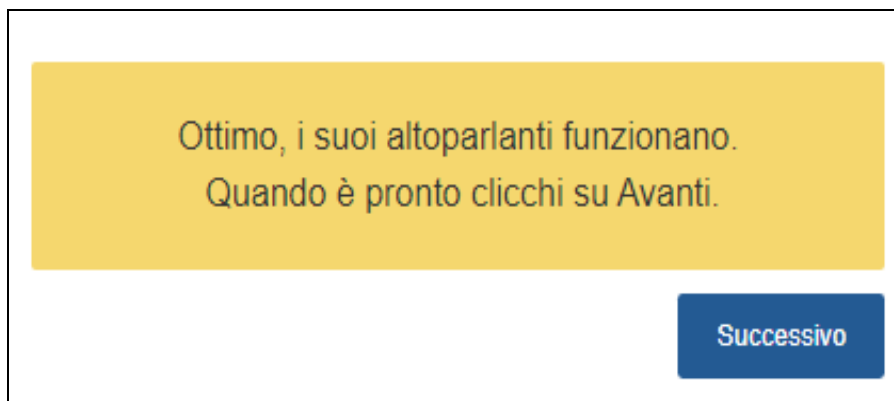 Ottimo, i suoi altoparlanti funzionano.
Quando è pronto clicchi su Avanti.
Successivo